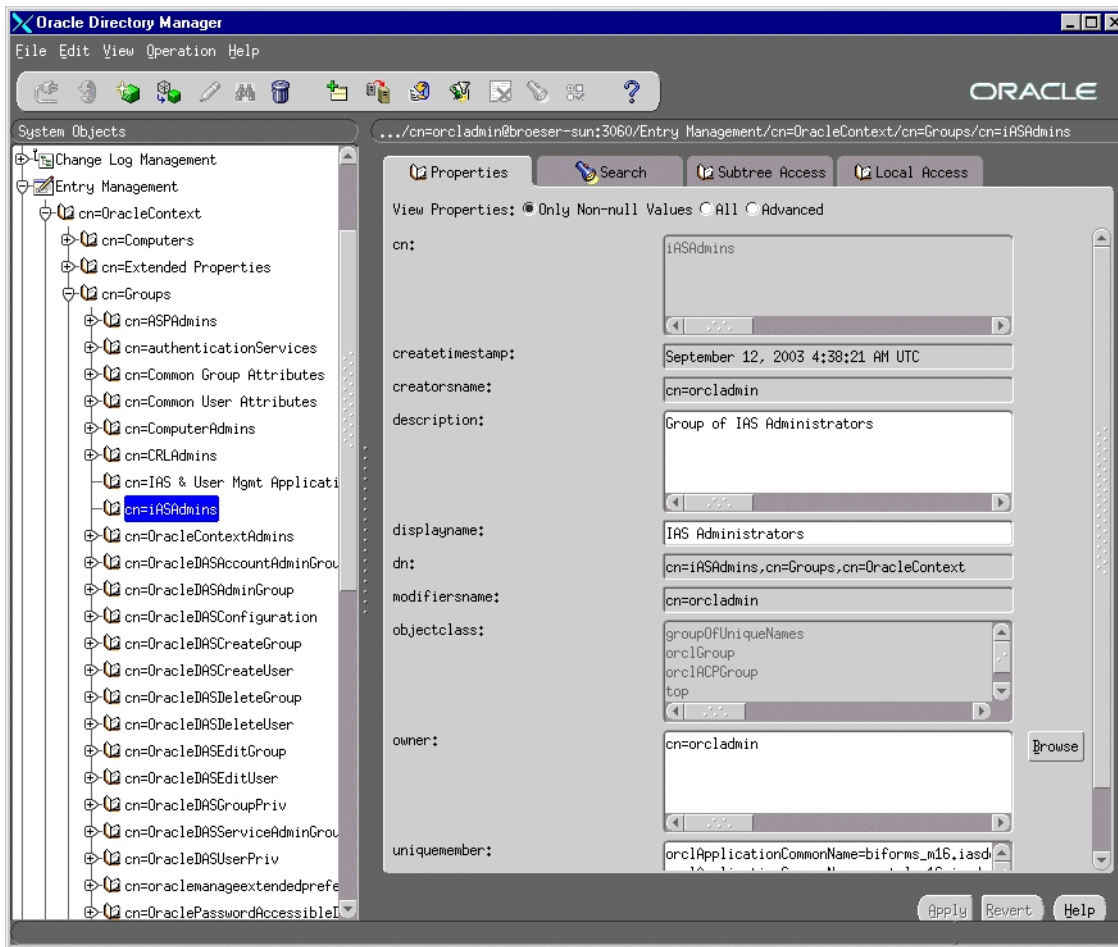 Oracle Directory Manager
File Edit View Operation Help
ORACLE
System Objects
.../cn=orcladmin@broeser-sun:3060/Entry Management/cn=OracleContext/cn=Groups/cn=iASAdmins
Change Log Management
Entry Management
cn=OracleContext
cn=Computers
cn=Extended Properties
cn=Groups
cn=ASPAdmins
cn=authenticationServices
cn=Common Group Attributes
cn=Common User Attributes
cn=ComputerAdmins
cn=CRLAdmins
cn=IAS & User Mgmt Applicati
cn=iASAdmins
cn=OracleContextAdmins
cn=OracleDASAccountAdminGrou
cn=OracleDASAdminGroup
cn=OracleDASConfiguration
cn=OracleDASCreateGroup
cn=OracleDASCreateUser
cn=OracleDASDeleteGroup
cn=OracleDASDeleteUser
cn=OracleDASEditGroup
cn=OracleDASEditUser
cn=OracleDASGroupPriv
cn=OracleDASServiceAdminGrou
cn=OracleDASUserPriv
cn=oraclemanageextendedprefe
cn=OraclePasswordAccessibleD
Properties Search Subtree Access Local Access
View Properties: Only Non-null Values All Advanced
cn: iASAdmins
createtimestamp: September 12, 2003 4:38:21 AM UTC
creatorsname: cn=orcladmin
description: Group of IAS Administrators
displayname: IAS Administrators
dn: cn=iASAdmins,cn=Groups,cn=OracleContext
modifiersname: cn=orcladmin
objectclass: groupOfUniqueNames
orclGroup
orclACPGroup
top
owner: cn=orcladmin
Browse
uniquemember: orclApplicationCommonName=biforms_m16.iasd
Apply Revert Help